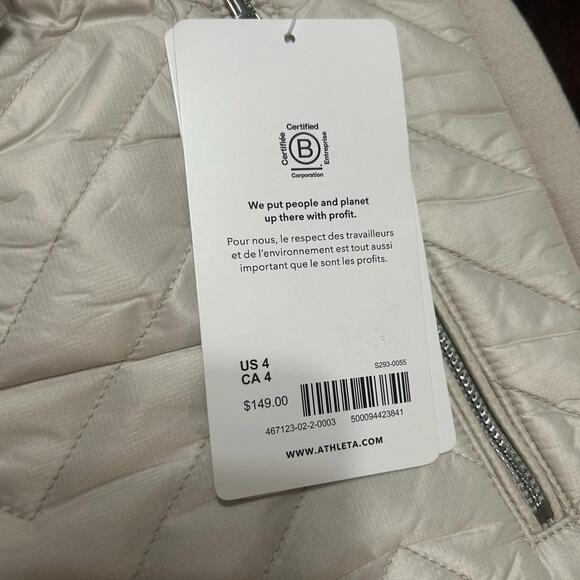 Certified
Certifiée
B
Entreprise
Corporation
We put people and planet
up there with profit.
Pour nous, le respect des travailleurs
et de l'environnement est tout aussi
important que le sont les profits.
US 4
CA 4
S293-0055
$149.00
467123-02-2-0003 500094423841
WWW.ATHLETA.COM